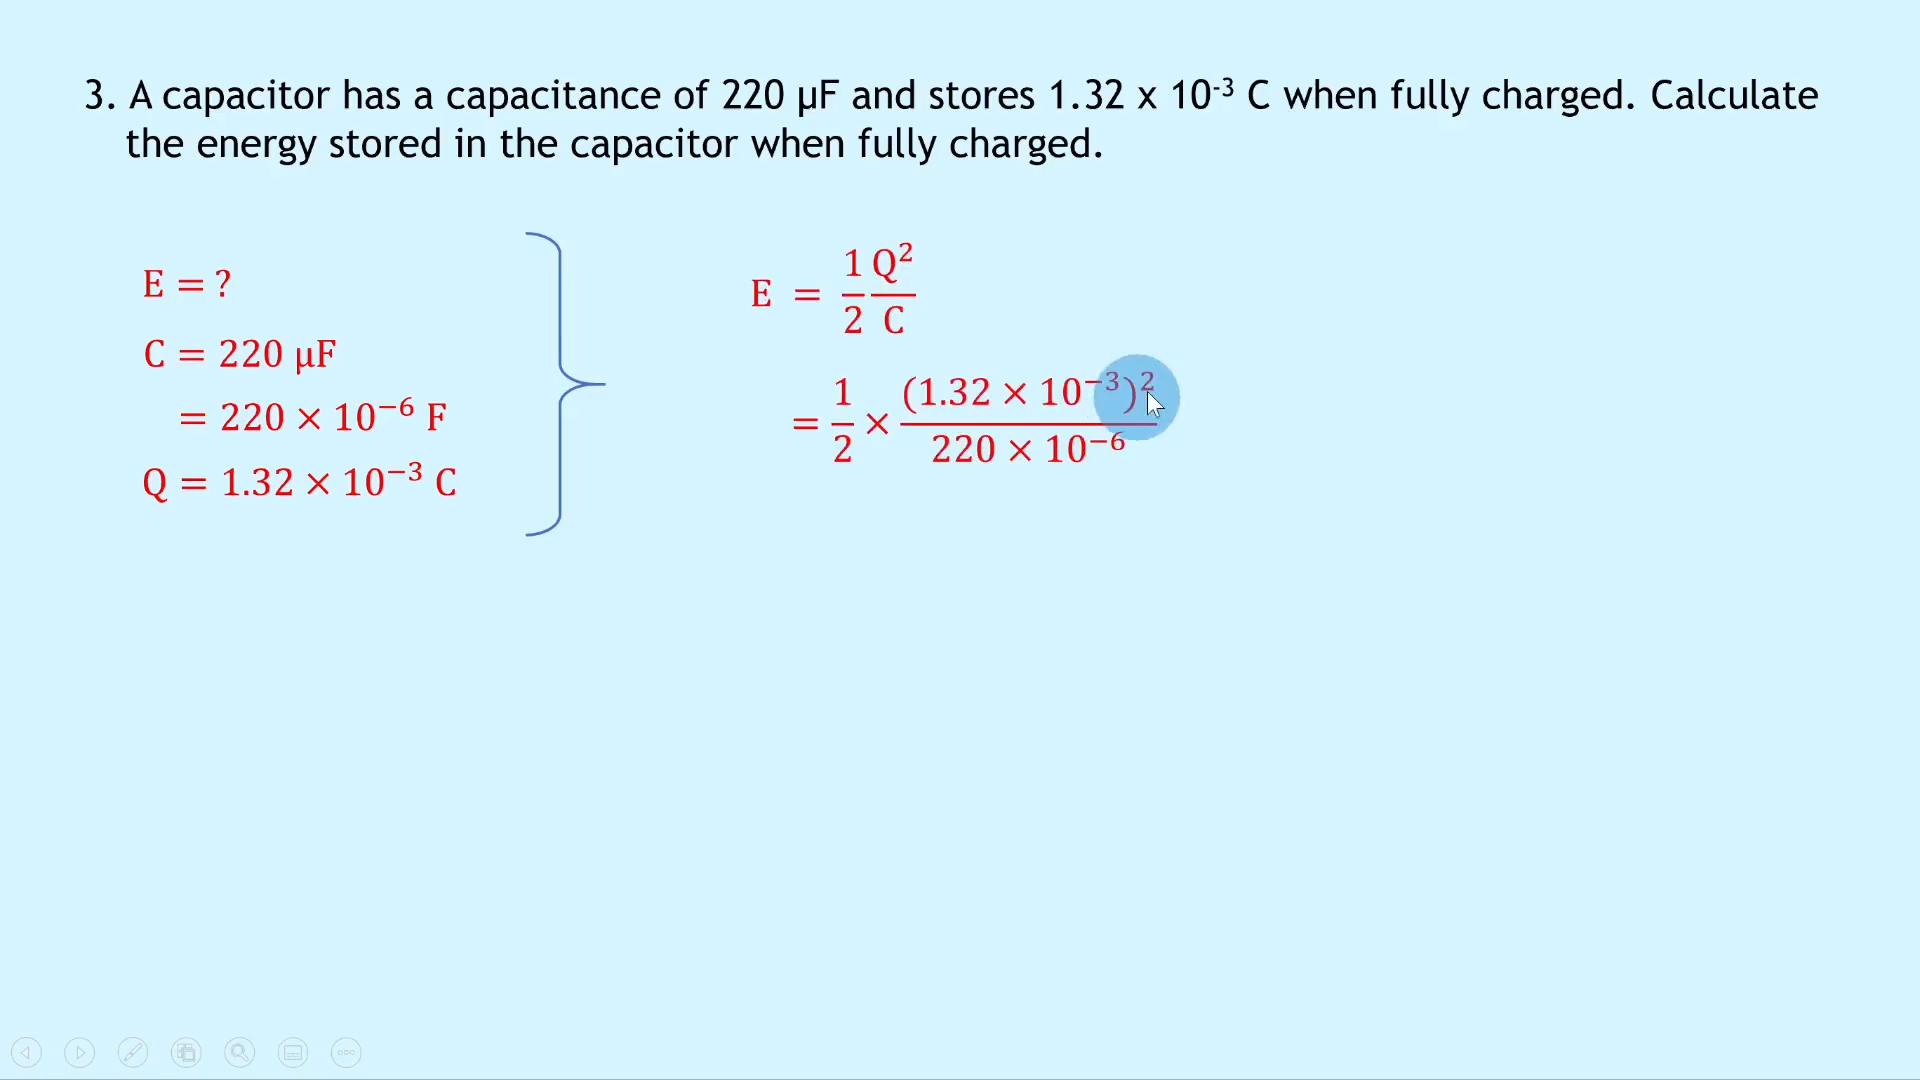 3. A capacitor has a capacitance of 220 µF and stores 1.32 x 10⁻³ C when fully charged. Calculate
the energy stored in the capacitor when fully charged.
E = ?
C = 220 µF
= 220 × 10⁻⁶ F
Q = 1.32 × 10⁻³ C
E = 1/2 Q²/C
= 1/2 × (1.32 × 10⁻³)²/220 × 10⁻⁶